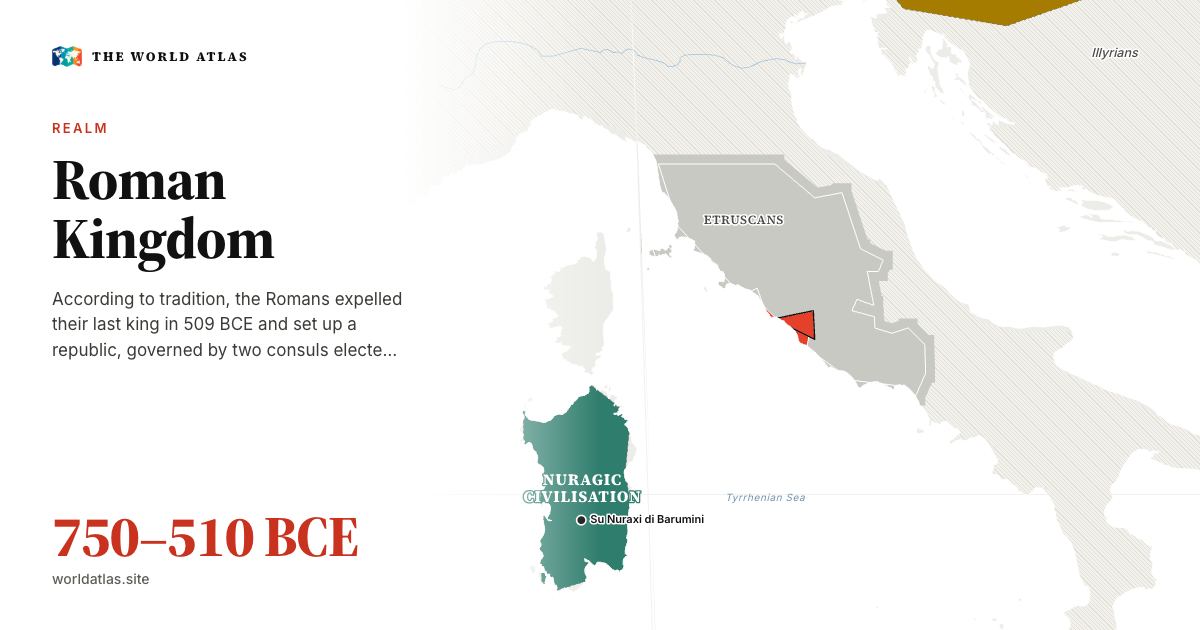 THE WORLD ATLAS
REALM
Roman
Kingdom
According to tradition, the Romans expelled
their last king in 509 BCE and set up a
republic, governed by two consuls electe...
750–510 BCE
worldatlas.site
Illyrians
ETRUSCANS
NURAGIC
CIVILISATION
Su Nuraxi di Barumini
Tyrrhenian Sea